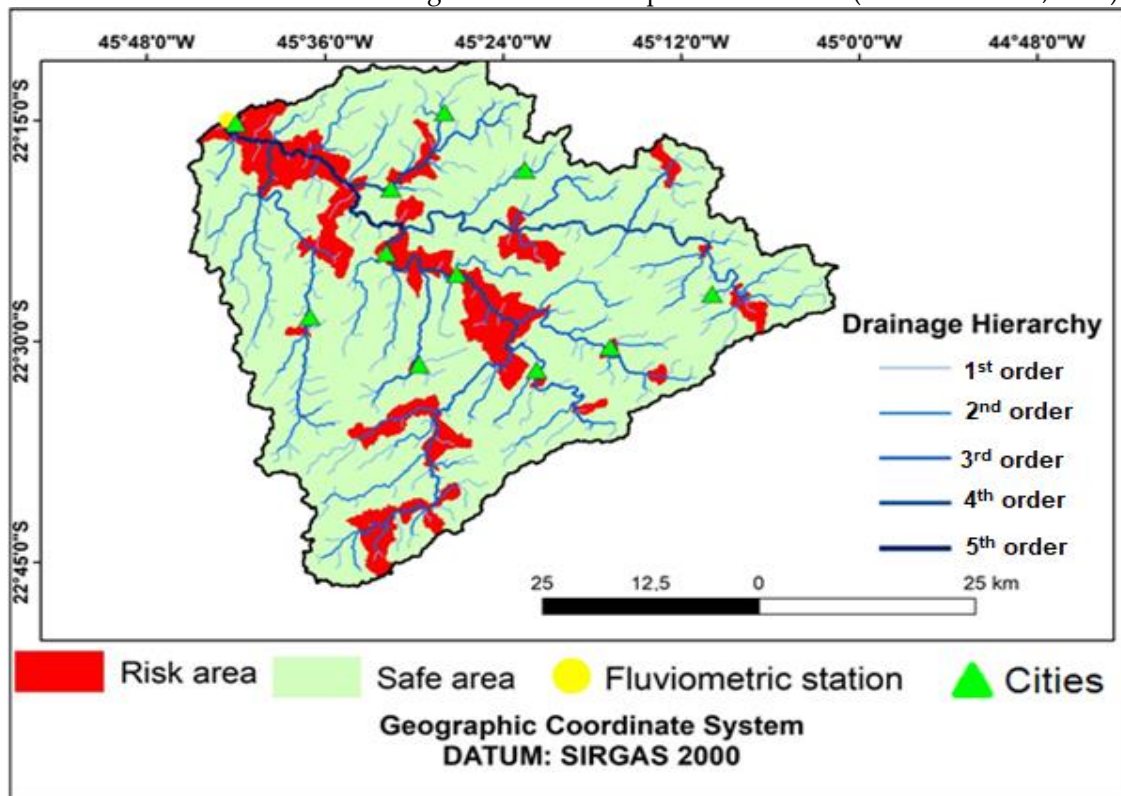 45°48'0"W 45°36'0"W 45°24'0"W 45°12'0"W 45°0'0"W 44°48'0"W
22°15'0"S
22°30'0"S
22°45'0"S
Drainage Hierarchy
1st order
2nd order
3rd order
4th order
5th order
25 12,5 0 25 km
Risk area Safe area Fluviometric station Cities
Geographic Coordinate System
DATUM: SIRGAS 2000